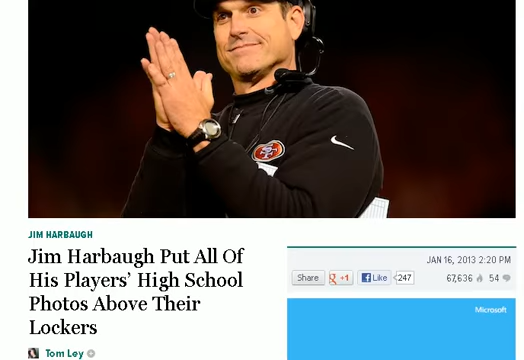 JIM HARBAUGH
Jim Harbaugh Put All Of
His Players' High School
Photos Above Their
Lockers
Tom Ley
JAN 16, 2013 2:20 PM
Share
g +1
f Like
247
67,636
54
Microsoft